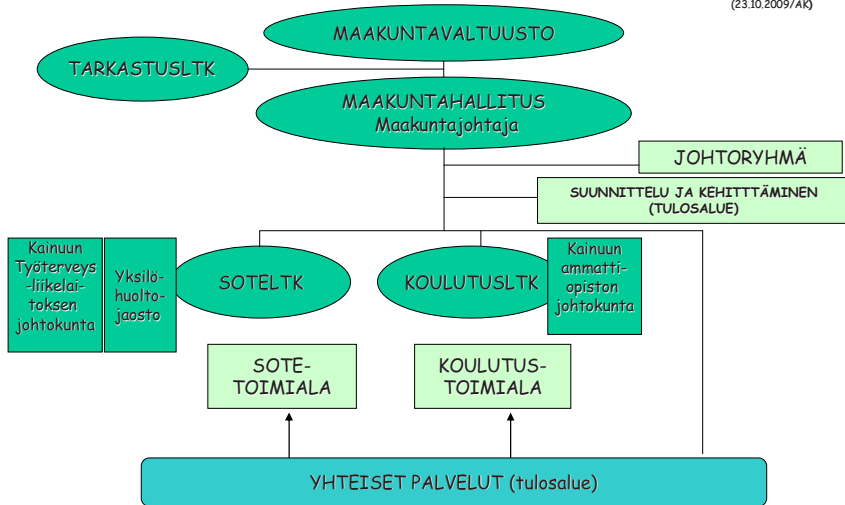 (23.10.2009/AK)
MAAKUNTAVALTUUSTO
TARKASTUSLTK
MAAKUNTAHALLITUS
Maakuntajohtaja
JOHTORYHMÄ
SUUNNITTELU JA KEHITTTÄMINEN
(TULOSALUE)
Kainuun
Työterveys
-liikelai-
toksen
johtokunta
Yksilö-
huolto-
jaosto
SOTELTK
KOULUTUSLTK
Kainuun
ammatti-
opiston
johtokunta
SOTE-
TOIMIALA
KOULUTUS-
TOIMIALA
YHTEISET PALVELUT (tulosalue)